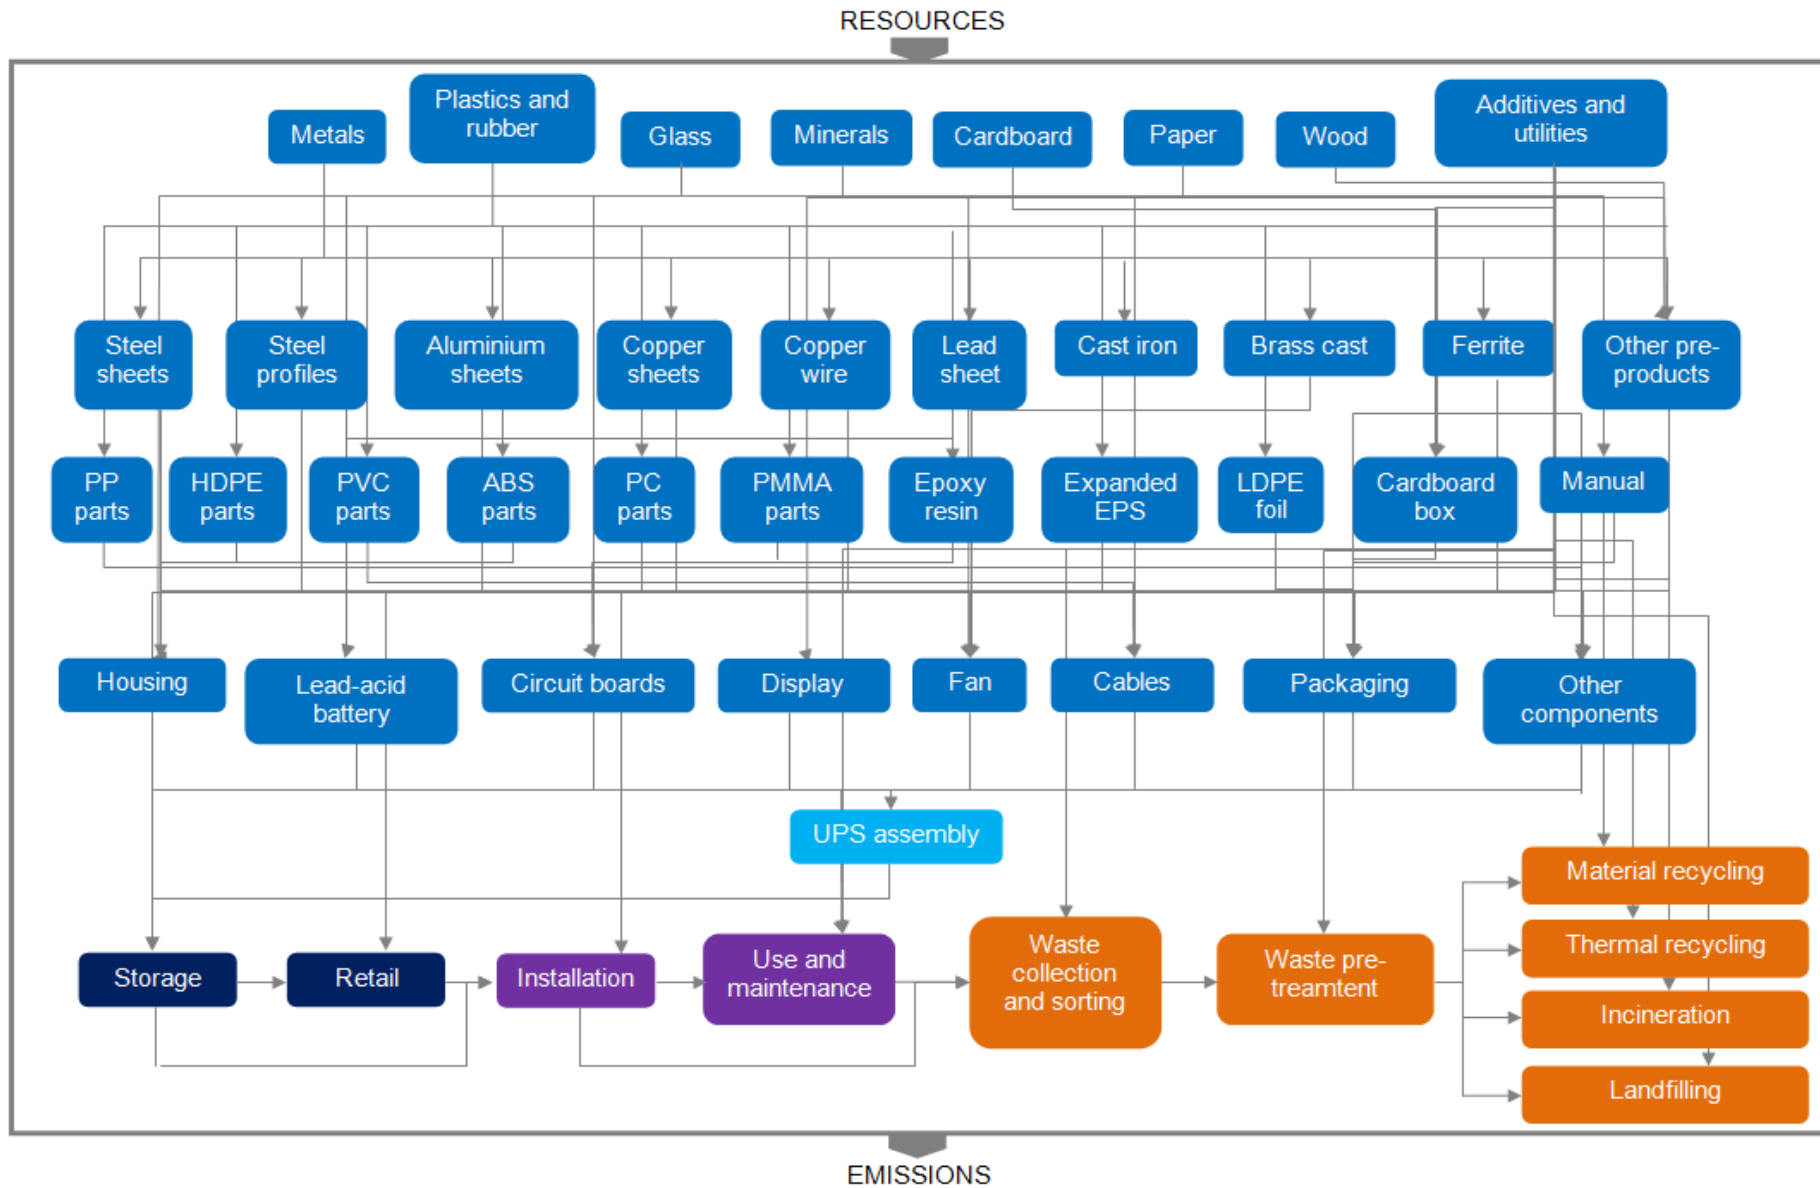 RESOURCES
Metals
Plastics and
rubber
Glass
Minerals
Cardboard
Paper
Wood
Additives and
utilities
Steel
sheets
Steel
profiles
Aluminium
sheets
Copper
sheets
Copper
wire
Lead
sheet
Cast iron
Brass cast
Ferrite
Other pre-
products
PP
parts
HDPE
parts
PVC
parts
ABS
parts
PC
parts
PMMA
parts
Epoxy
resin
Expanded
EPS
LDPE
foil
Cardboard
box
Manual
Housing
Lead-acid
battery
Circuit boards
Display
Fan
Cables
Packaging
Other
components
UPS assembly
Storage
Retail
Installation
Use and
maintenance
Waste
collection
and sorting
Waste pre-
treamtent
Material recycling
Thermal recycling
Incineration
Landfilling
EMISSIONS